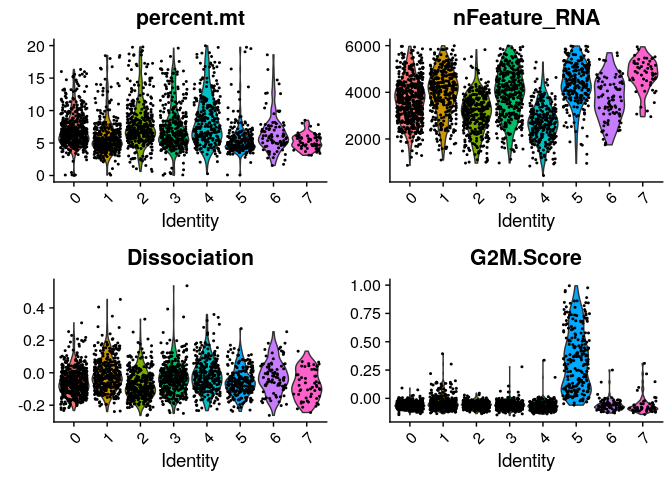 percent.mt
20
15
10
5
0
0 1 2 3 4 5 6 7
Identity
nFeature_RNA
6000
4000
2000
0 1 2 3 4 5 6 7
Identity
Dissociation
0.4
0.2
0.0
-0.2
0 1 2 3 4 5 6 7
Identity
G2M.Score
1.00
0.75
0.50
0.25
0.00
0 1 2 3 4 5 6 7
Identity